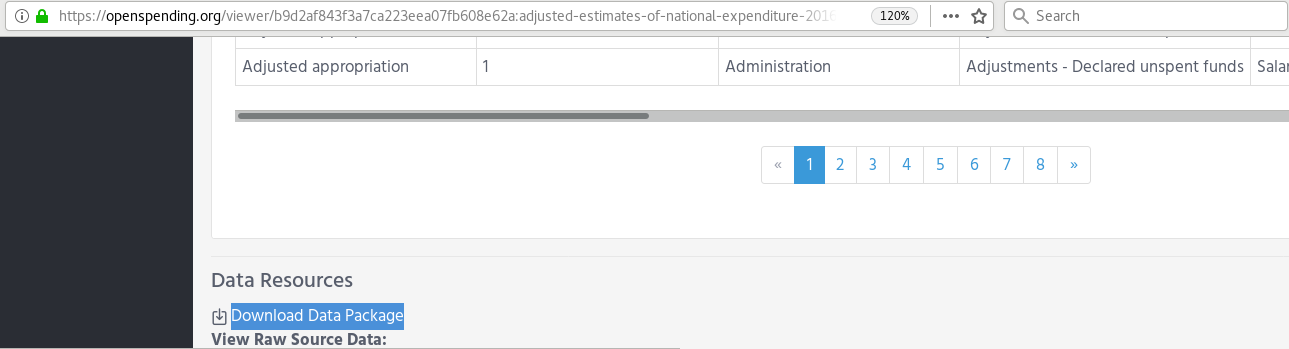 https://openspending.org/viewer/b9d2af843f3a7ca223eea07fb608e62a:adjusted-estimates-of-national-expenditure-2016 120% Search
Adjusted appropriation 1 Administration Adjustments - Declared unspent funds Salar
« 1 2 3 4 5 6 7 8 »
Data Resources
Download Data Package
View Raw Source Data: